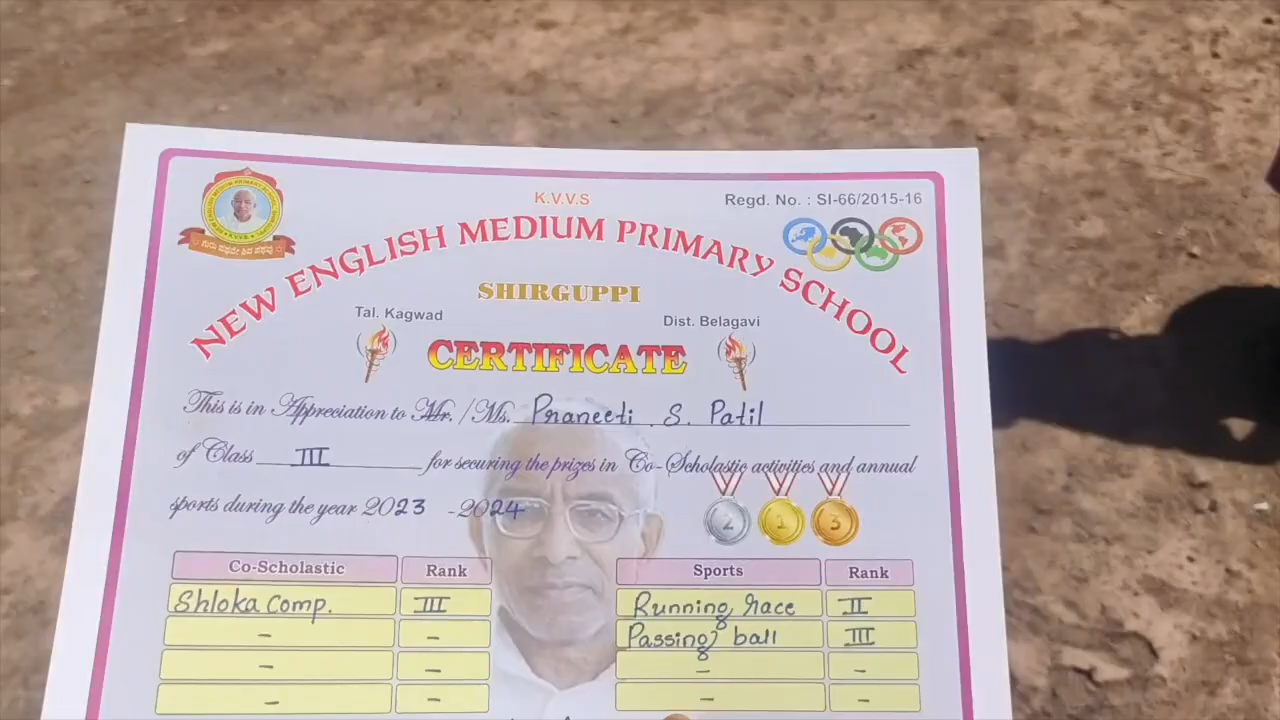 K.V.V.S
Regd. No. : SI-66/2015-16
NEW ENGLISH MEDIUM PRIMARY SCHOOL
SHIRGUPPI
Tal. Kagwad
Dist. Belagavi
CERTIFICATE
This is in Appreciation to Mr. /Ms. Praneeti . S. Patil
of Class III for securing the prizes in Co-Scholastic activities and annual
sports during the year 2023 -2024
2 1 3
Co-Scholastic Rank Sports Rank
Shloka Comp. III Running race II
- - Passing ball III
- - - -
- - - -